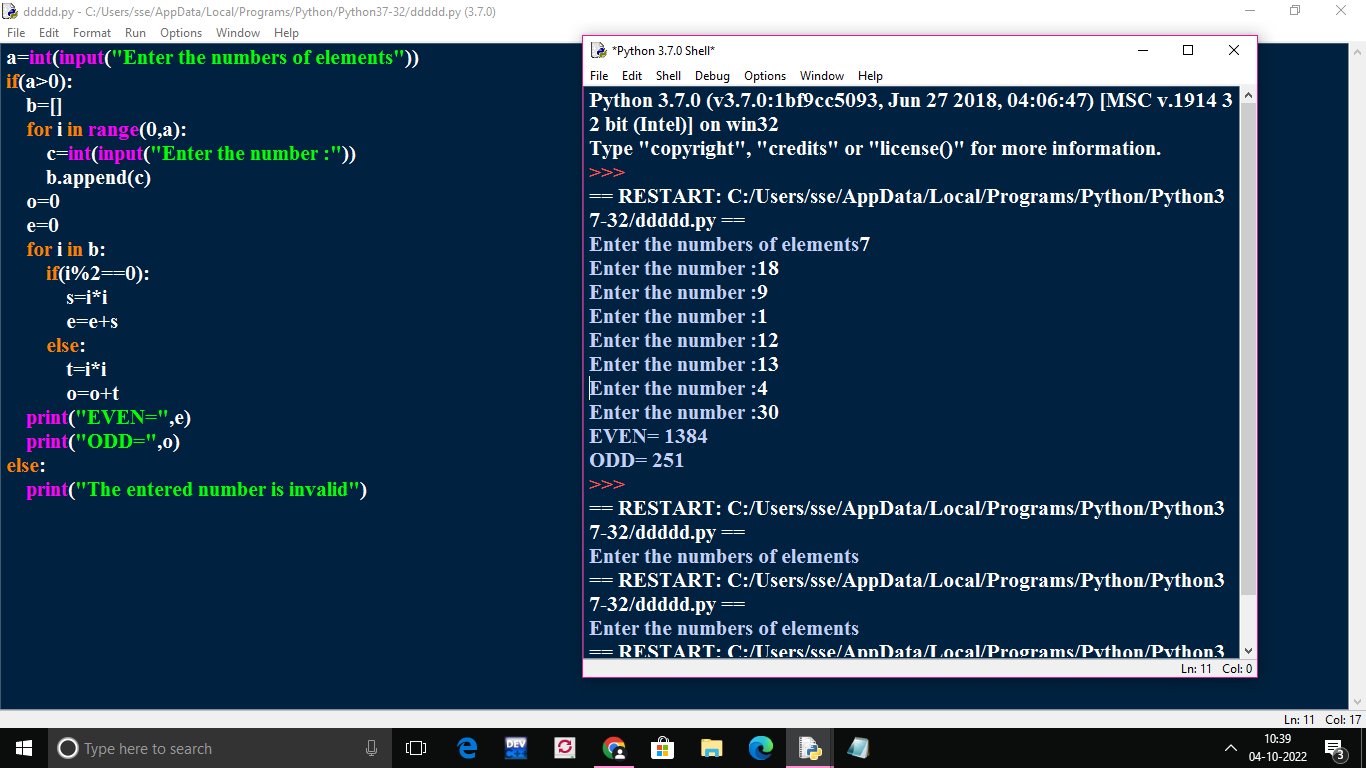 ddddd.py - C:/Users/sse/AppData/Local/Programs/Python/Python37-32/ddddd.py (3.7.0)
File Edit Format Run Options Window Help
a=int(input("Enter the numbers of elements"))
if(a>0):
    b=[]
    for i in range(0,a):
        c=int(input("Enter the number :"))
        b.append(c)
    o=0
    e=0
    for i in b:
        if(i%2==0):
            s=i*i
            e=e+s
        else:
            t=i*i
            o=o+t
    print("EVEN=",e)
    print("ODD=",o)
else:
    print("The entered number is invalid")
*Python 3.7.0 Shell*
File Edit Shell Debug Options Window Help
Python 3.7.0 (v3.7.0:1bf9cc5093, Jun 27 2018, 04:06:47) [MSC v.1914 3
2 bit (Intel)] on win32
Type "copyright", "credits" or "license()" for more information.
>>>
== RESTART: C:/Users/sse/AppData/Local/Programs/Python/Python3
7-32/ddddd.py ==
Enter the numbers of elements7
Enter the number :18
Enter the number :9
Enter the number :1
Enter the number :12
Enter the number :13
Enter the number :4
Enter the number :30
EVEN= 1384
ODD= 251
>>>
== RESTART: C:/Users/sse/AppData/Local/Programs/Python/Python3
7-32/ddddd.py ==
Enter the numbers of elements
== RESTART: C:/Users/sse/AppData/Local/Programs/Python/Python3
7-32/ddddd.py ==
Enter the numbers of elements
== RESTART: C:/Users/sse/AppData/Local/Programs/Python/Python3
Ln: 11 Col: 0
Ln: 11 Col: 17
Type here to search
DEV
10:39
04-10-2022
3